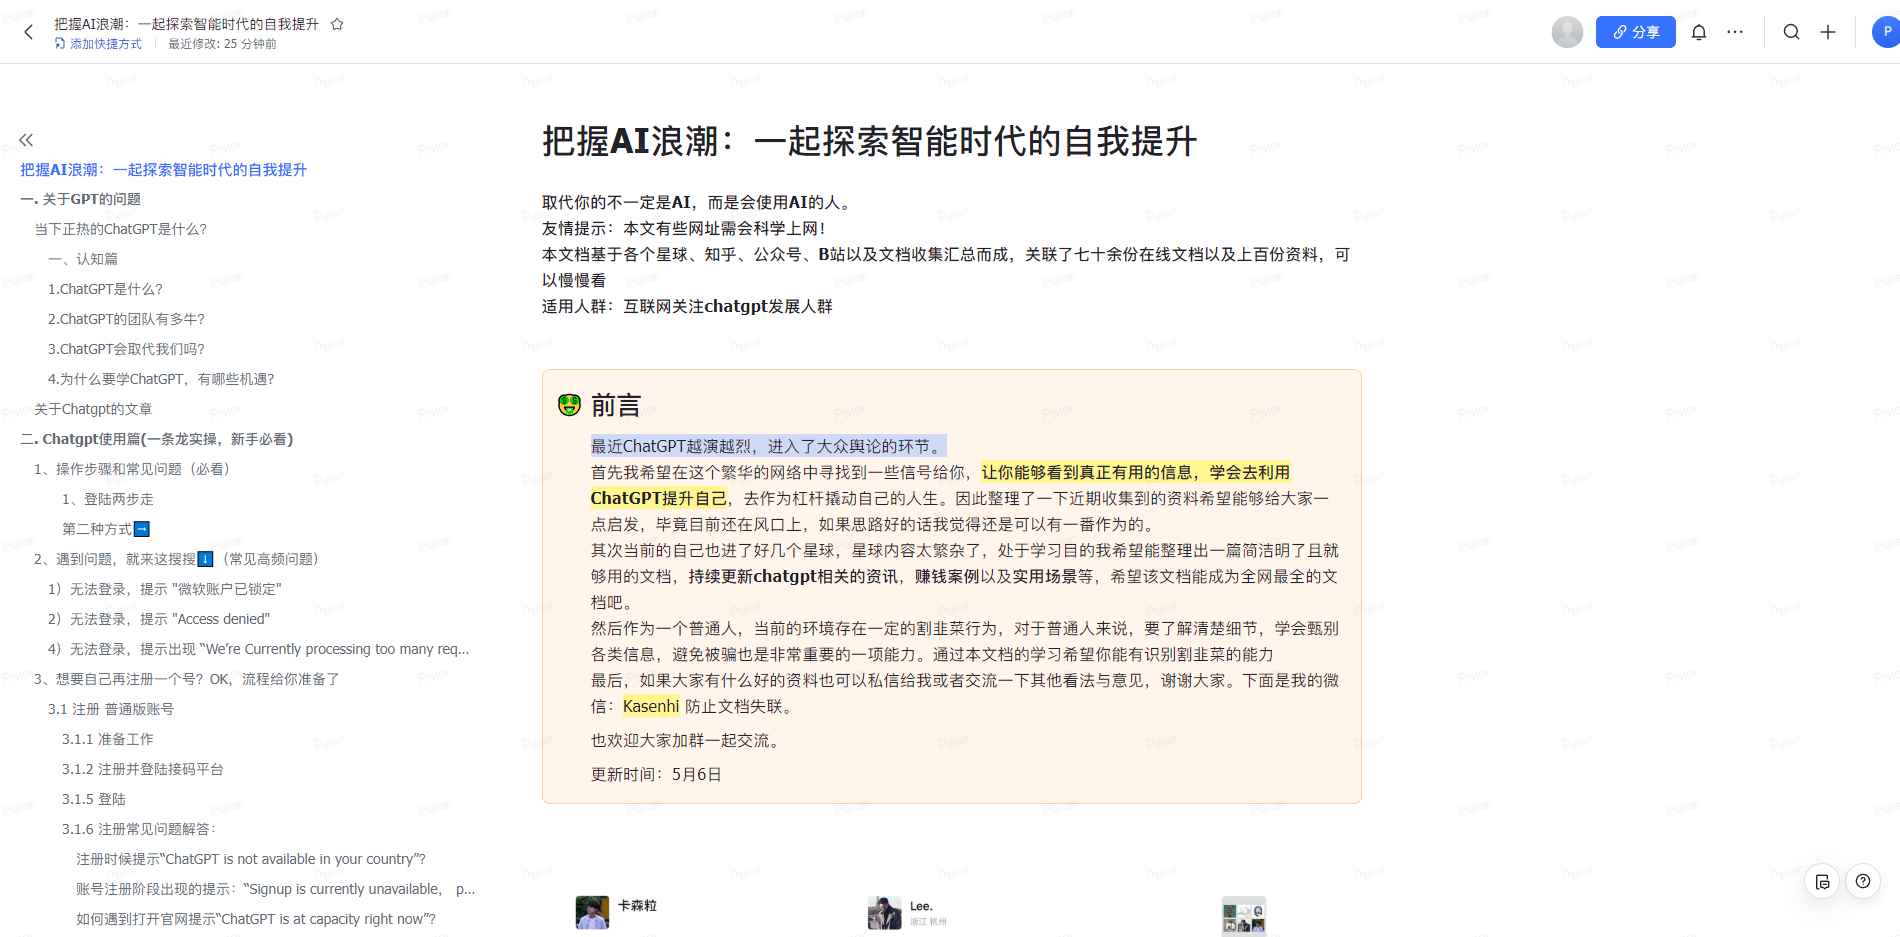 把握AI浪潮：一起探索智能时代的自我提升
添加快捷方式
最近修改: 25 分钟前
分享
P
把握AI浪潮：一起探索智能时代的自我提升
一. 关于GPT的问题
当下正热的ChatGPT是什么?
一、认知篇
1.ChatGPT是什么?
2.ChatGPT的团队有多牛?
3.ChatGPT会取代我们吗?
4.为什么要学ChatGPT，有哪些机遇?
关于Chatgpt的文章
二. Chatgpt使用篇(一条龙实操，新手必看)
1、操作步骤和常见问题（必看）
1、登陆两步走
第二种方式➡
2、遇到问题，就来这搜搜⬇（常见高频问题）
1）无法登录，提示 "微软账户已锁定"
2）无法登录，提示 "Access denied"
4）无法登录，提示出现 “We’re Currently processing too many req...
3、想要自己再注册一个号？OK，流程给你准备了
3.1 注册 普通版账号
3.1.1 准备工作
3.1.2 注册并登陆接码平台
3.1.5 登陆
3.1.6 注册常见问题解答：
注册时候提示“ChatGPT is not available in your country”?
账号注册阶段出现的提示：“Signup is currently unavailable， p...
如何遇到打开官网提示“ChatGPT is at capacity right now”?
把握AI浪潮：一起探索智能时代的自我提升
取代你的不一定是AI，而是会使用AI的人。
友情提示：本文有些网址需会科学上网！
本文档基于各个星球、知乎、公众号、B站以及文档收集汇总而成，关联了七十余份在线文档以及上百份资料，可
以慢慢看
适用人群：互联网关注chatgpt发展人群
前言
最近ChatGPT越演越烈，进入了大众舆论的环节。
首先我希望在这个繁华的网络中寻找到一些信号给你，让你能够看到真正有用的信息，学会去利用
ChatGPT提升自己，去作为杠杆撬动自己的人生。因此整理了一下近期收集到的资料希望能够给大家一
点启发，毕竟目前还在风口上，如果思路好的话我觉得还是可以有一番作为的。
其次当前的自己也进了好几个星球，星球内容太繁杂了，处于学习目的我希望能整理出一篇简洁明了且就
够用的文档，持续更新chatgpt相关的资讯，赚钱案例以及实用场景等，希望该文档能成为全网最全的文
档吧。
然后作为一个普通人，当前的环境存在一定的割韭菜行为，对于普通人来说，要了解清楚细节，学会甄别
各类信息，避免被骗也是非常重要的一项能力。通过本文档的学习希望你能有识别割韭菜的能力
最后，如果大家有什么好的资料也可以私信给我或者交流一下其他看法与意见，谢谢大家。下面是我的微
信：Kasenhi 防止文档失联。
也欢迎大家加群一起交流。
更新时间：5月6日
卡森粒
Lee.
浙江 杭州